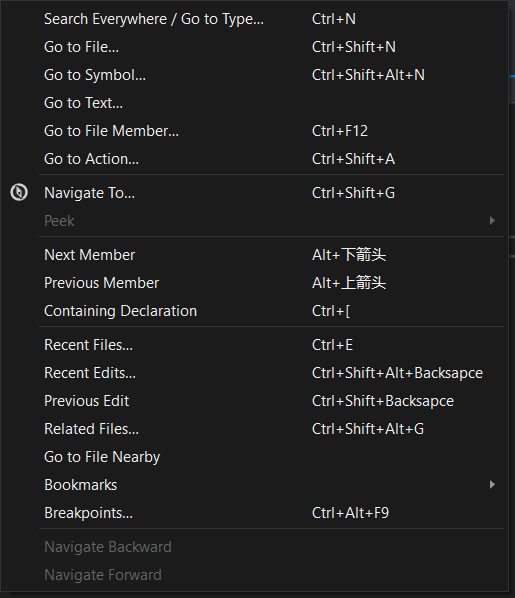 Search Everywhere / Go to Type... Ctrl+N
Go to File... Ctrl+Shift+N
Go to Symbol... Ctrl+Shift+Alt+N
Go to Text...
Go to File Member... Ctrl+F12
Go to Action... Ctrl+Shift+A
Navigate To... Ctrl+Shift+G
Peek
Next Member Alt+下箭头
Previous Member Alt+上箭头
Containing Declaration Ctrl+[
Recent Files... Ctrl+E
Recent Edits... Ctrl+Shift+Alt+Backsapce
Previous Edit Ctrl+Shift+Backsapce
Related Files... Ctrl+Shift+Alt+G
Go to File Nearby
Bookmarks
Breakpoints... Ctrl+Alt+F9
Navigate Backward
Navigate Forward